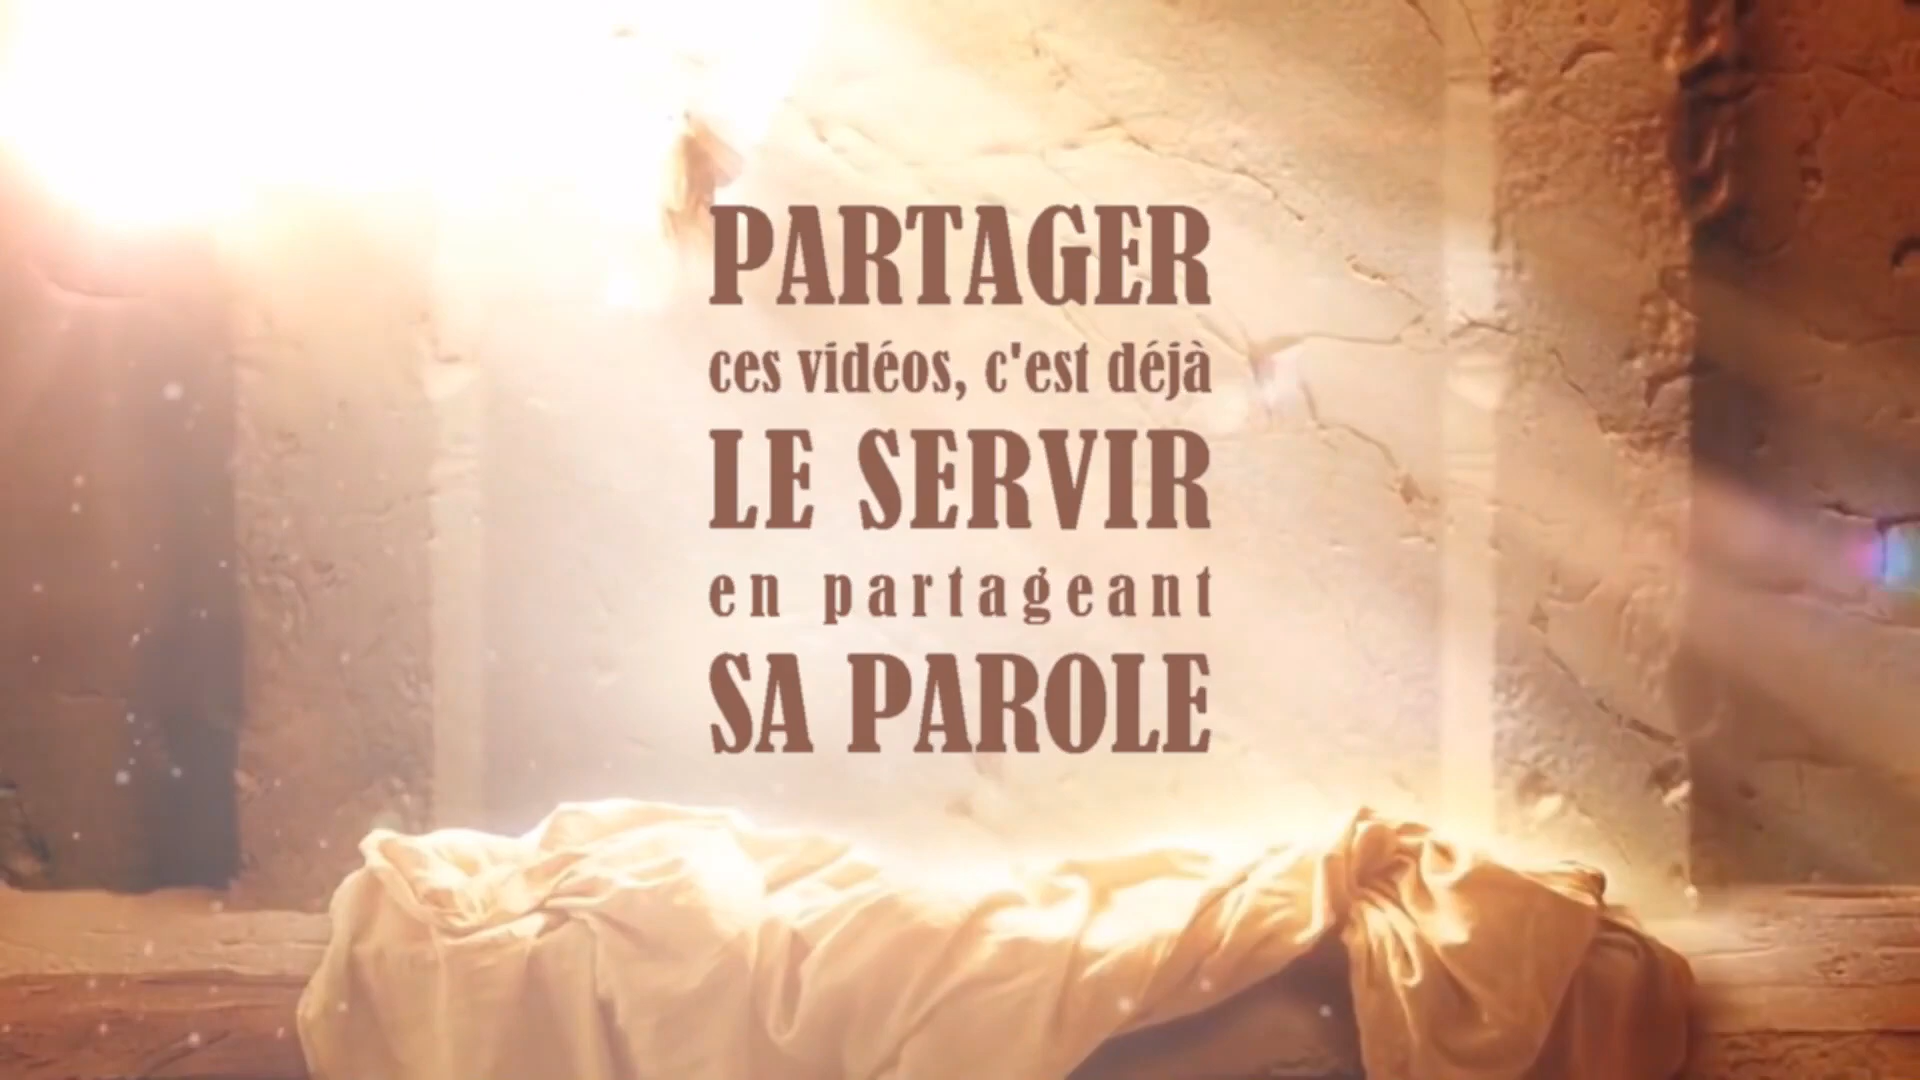 PARTAGER
ces vidéos, c'est déjà
LE SERVIR
en partageant
SA PAROLE